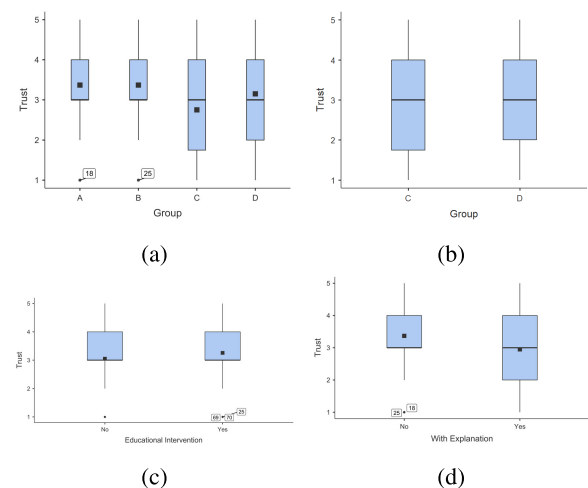 5
4
3
2
1
Trust
18
25
A B C D
Group
(a)
5
4
3
2
1
Trust
C D
Group
(b)
5
4
3
2
1
Trust
69 70 25
No Yes
Educational Intervention
(c)
5
4
3
2
1
Trust
25 18
No Yes
With Explanation
(d)